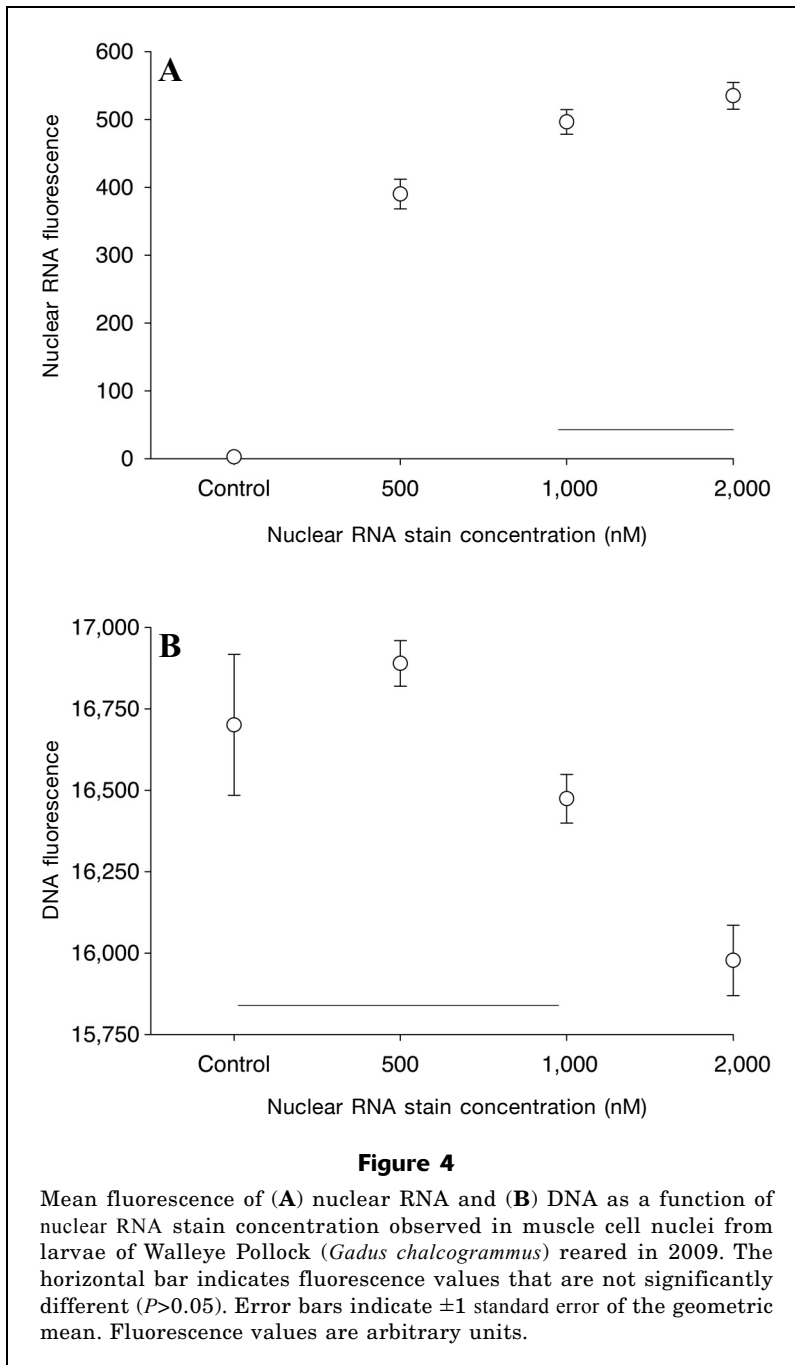 A
600
500
400
300
200
100
0
Nuclear RNA fluorescence
Control 500 1,000 2,000
Nuclear RNA stain concentration (nM)
B
17,000
16,750
16,500
16,250
16,000
15,750
DNA fluorescence
Control 500 1,000 2,000
Nuclear RNA stain concentration (nM)
Figure 4
Mean fluorescence of (A) nuclear RNA and (B) DNA as a function of
nuclear RNA stain concentration observed in muscle cell nuclei from
larvae of Walleye Pollock (Gadus chalcogrammus) reared in 2009. The
horizontal bar indicates fluorescence values that are not significantly
different (P>0.05). Error bars indicate ±1 standard error of the geometric
mean. Fluorescence values are arbitrary units.